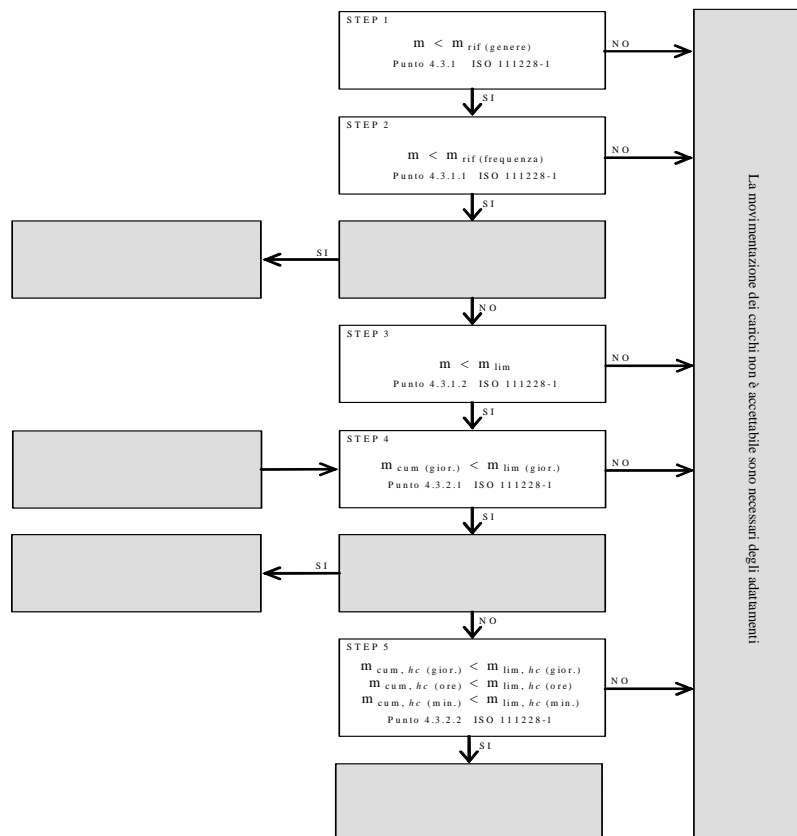 STEP 1
m < m rif (genere)
Punto 4.3.1 ISO 111228-1
NO
SI
STEP 2
m < m rif (frequenza)
Punto 4.3.1.1 ISO 111228-1
NO
SI
SI
NO
STEP 3
m < m lim
Punto 4.3.1.2 ISO 111228-1
NO
SI
STEP 4
m cum (gior.) < m lim (gior.)
Punto 4.3.2.1 ISO 111228-1
NO
SI
SI
NO
STEP 5
m cum, hc (gior.) < m lim, hc (gior.)
m cum, hc (ore) < m lim, hc (ore)
m cum, hc (min.) < m lim, hc (min.)
Punto 4.3.2.2 ISO 111228-1
NO
SI
La movimentazione dei carichi non è accettabile sono necessari degli adattamenti